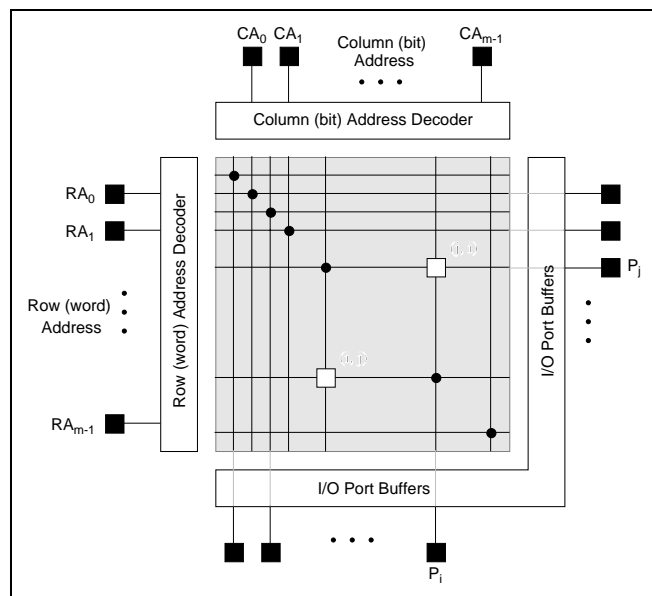 CA0 CA1
Column (bit)
Address
CAm-1
Column (bit) Address Decoder
RA0
RA1
Row (word)
Address
RAm-1
Row (word) Address Decoder
(j, i)
(i, j)
I/O Port Buffers
Pj
I/O Port Buffers
Pi